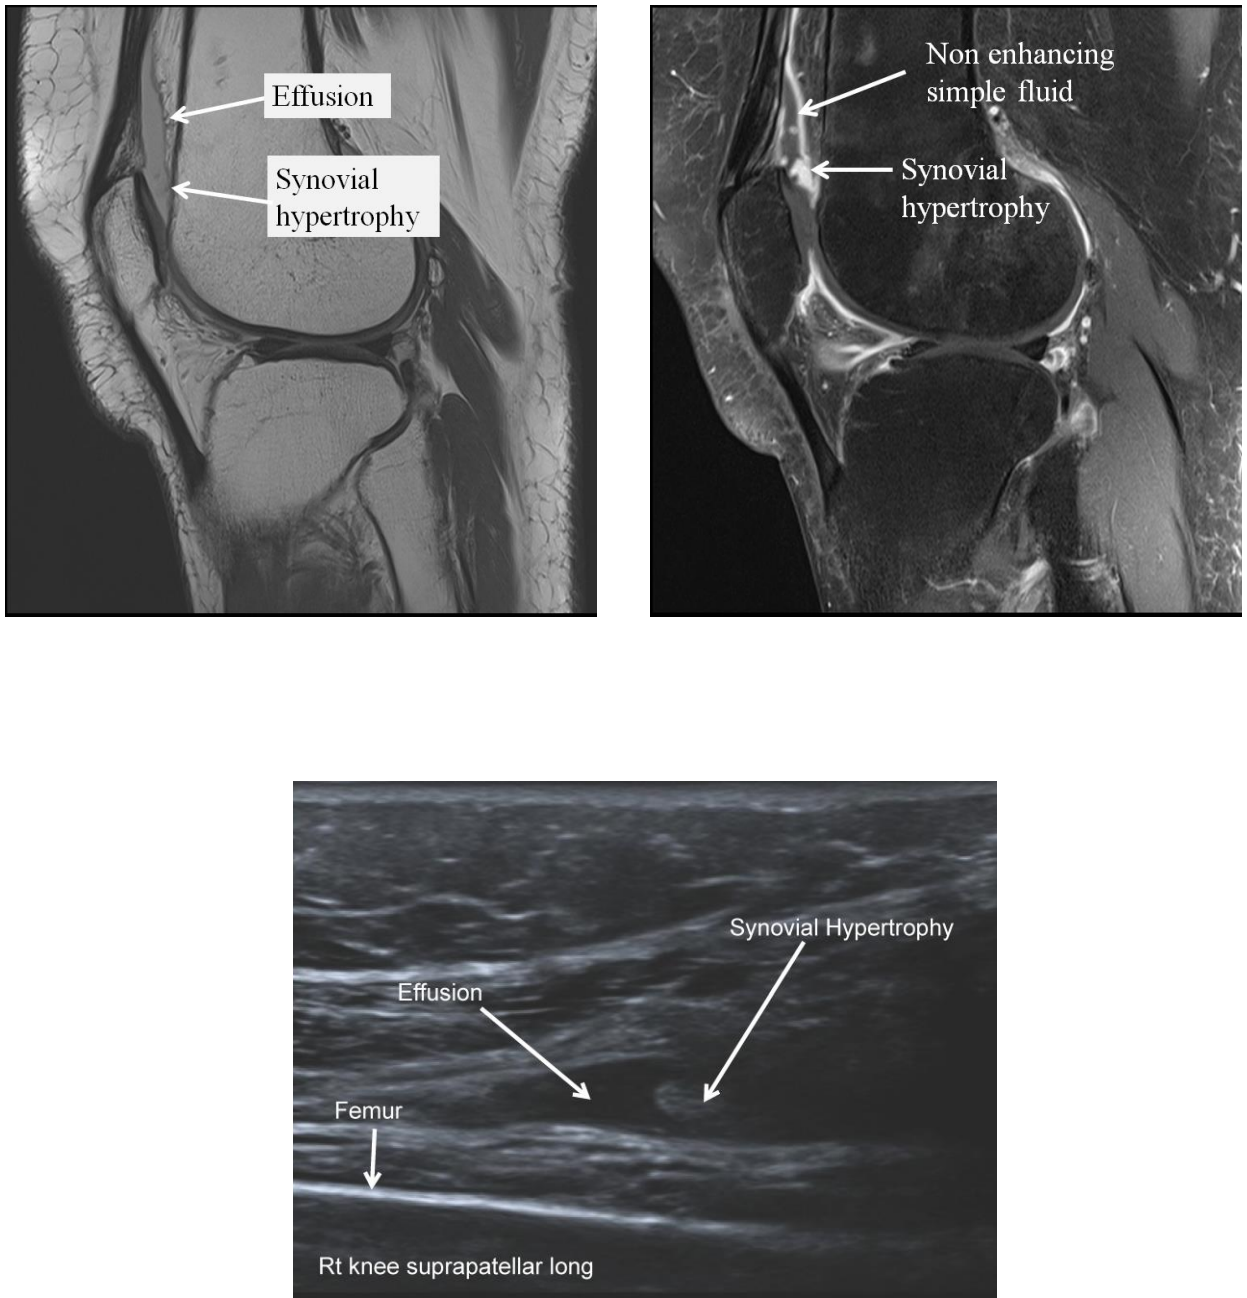 Effusion
Synovial
hypertrophy
Non enhancing
simple fluid
Synovial
hypertrophy
Synovial Hypertrophy
Effusion
Femur
Rt knee suprapatellar long